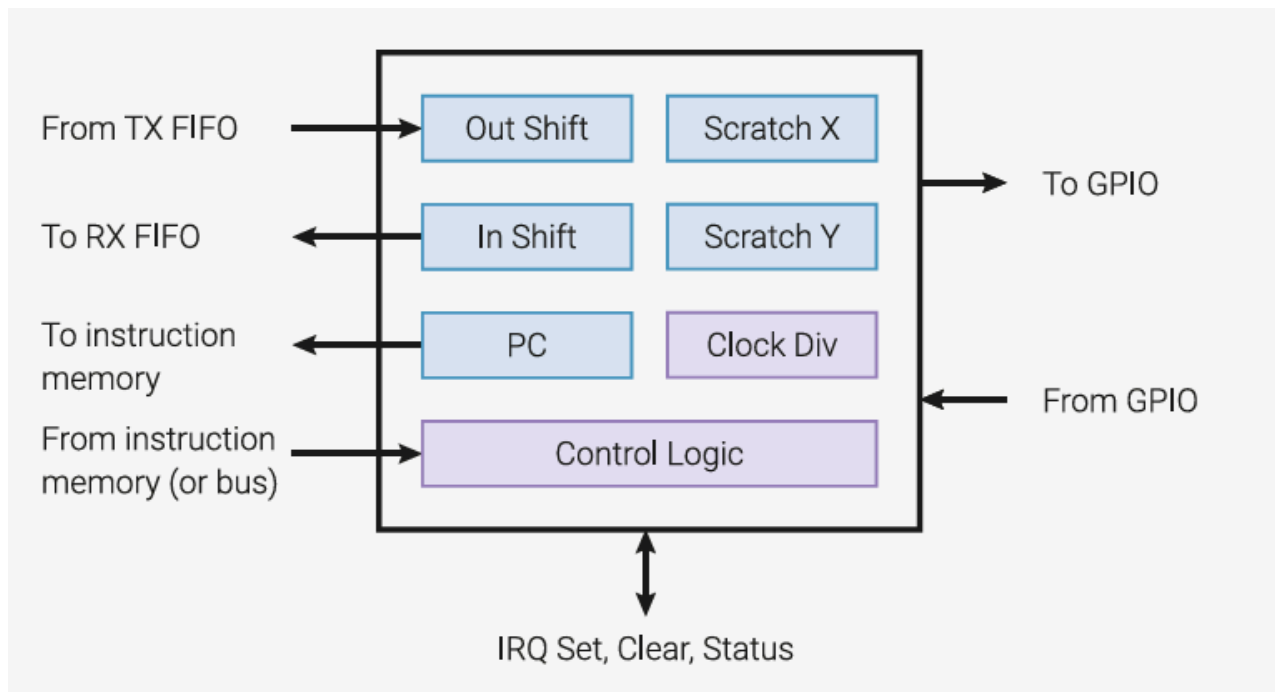 From TX FIFO
Out Shift
Scratch X
To GPIO
To RX FIFO
In Shift
Scratch Y
To instruction
memory
PC
Clock Div
From GPIO
From instruction
memory (or bus)
Control Logic
IRQ Set, Clear, Status